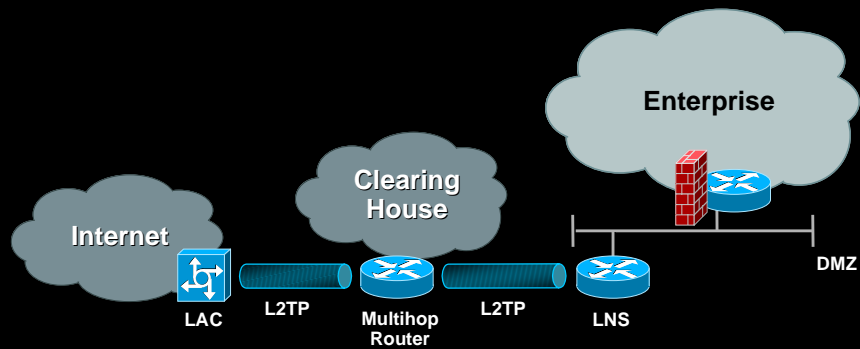 Enterprise
Clearing
House
Internet
DMZ
LAC
L2TP
Multihop
Router
L2TP
LNS